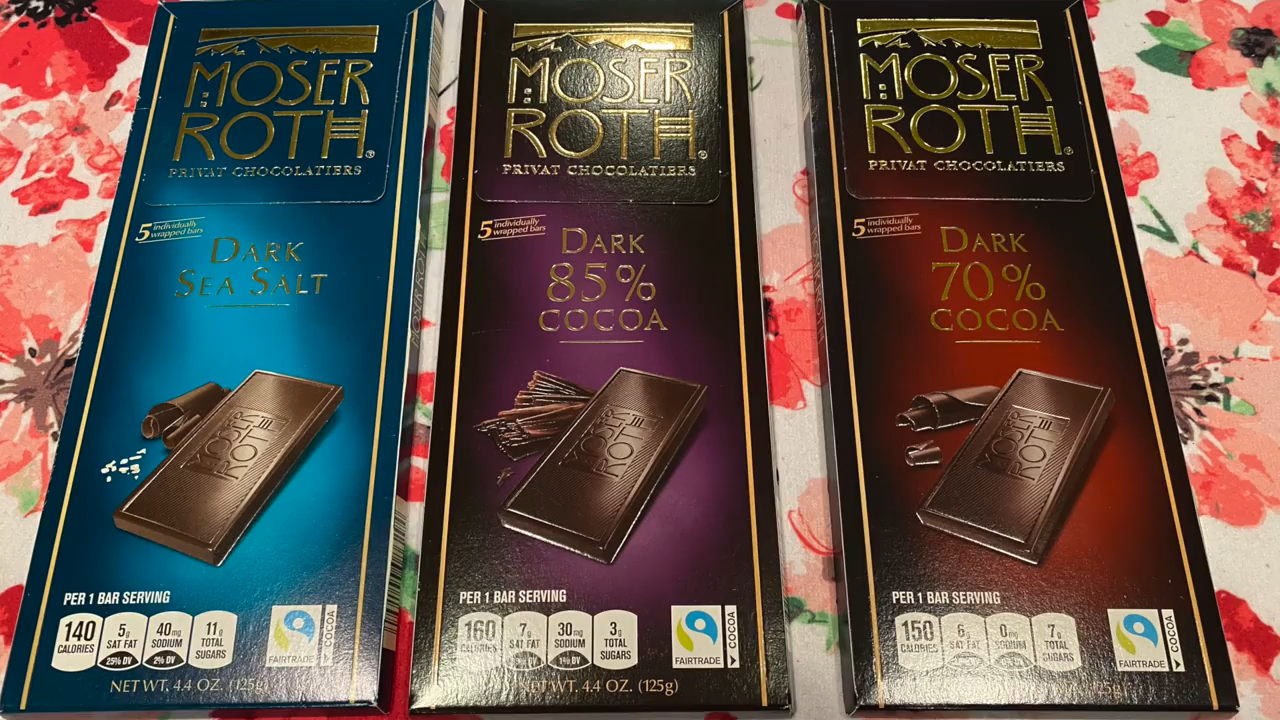 MOSER
ROTH®
PRIVAT CHOCOLATIERS
5 individually
wrapped bars
DARK
SEA SALT
MOSER
ROTH
PER 1 BAR SERVING
140
CALORIES
5g
SAT FAT
25% DV
40mg
SODIUM
2% DV
11g
TOTAL
SUGARS
FAIRTRADE
COCOA
NET WT. 4.4 OZ. (125g)
MOSER
ROTH®
PRIVAT CHOCOLATIERS
5 individually
wrapped bars
DARK
85%
COCOA
MOSER
ROTH
PER 1 BAR SERVING
160
CALORIES
7g
SAT FAT
DV
30mg
SODIUM
1% DV
3g
TOTAL
SUGARS
FAIRTRADE
COCOA
NET WT. 4.4 OZ. (125g)
MOSER
ROTH®
PRIVAT CHOCOLATIERS
5 individually
wrapped bars
DARK
70%
COCOA
MOSER
ROTH
PER 1 BAR SERVING
150
CALORIES
6g
SAT FAT
0mg
SODIUM
7g
TOTAL
SUGARS
FAIRTRADE
COCOA